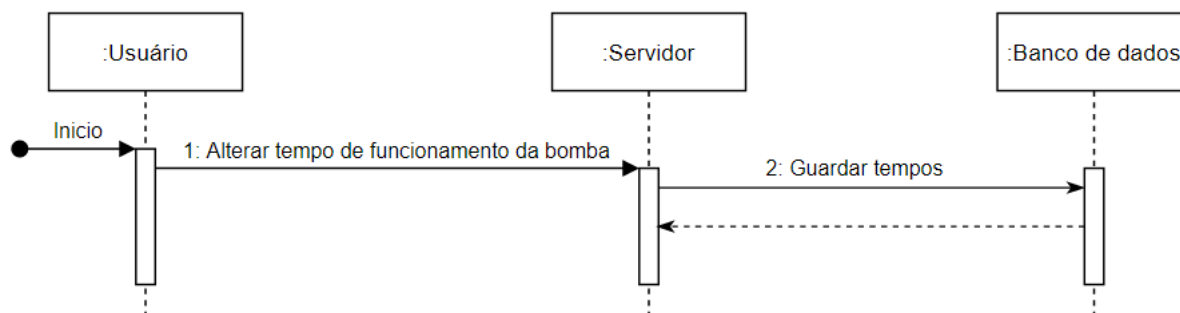 :Usuário
:Servidor
:Banco de dados
Inicio
1: Alterar tempo de funcionamento da bomba
2: Guardar tempos